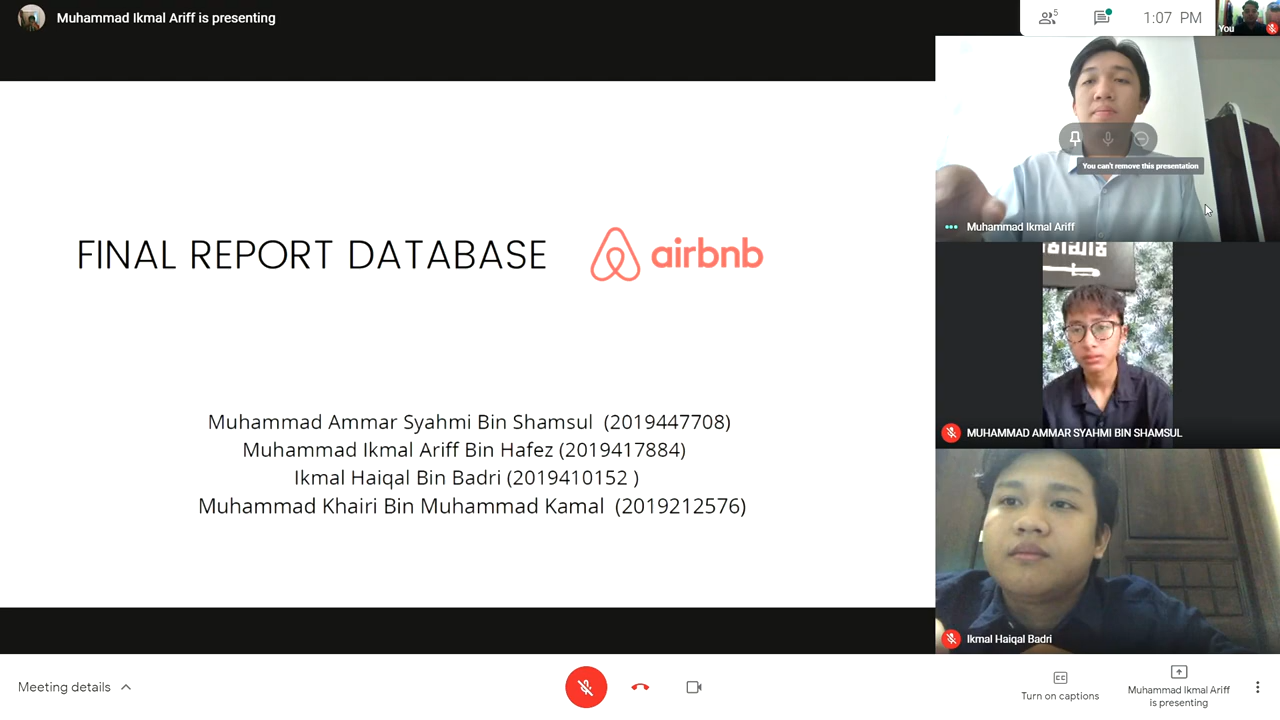 Muhammad Ikmal Ariff is presenting
5
1:07 PM
You
You can't remove this presentation
Muhammad Ikmal Ariff
FINAL REPORT DATABASE
airbnb
Muhammad Ammar Syahmi Bin Shamsul (2019447708)
Muhammad Ikmal Ariff Bin Hafez (2019417884)
Ikmal Haiqal Bin Badri (2019410152 )
Muhammad Khairi Bin Muhammad Kamal (2019212576)
MUHAMMAD AMMAR SYAHMI BIN SHAMSUL
Ikmal Haiqal Badri
Meeting details
CC
Turn on captions
Muhammad Ikmal Ariff
is presenting